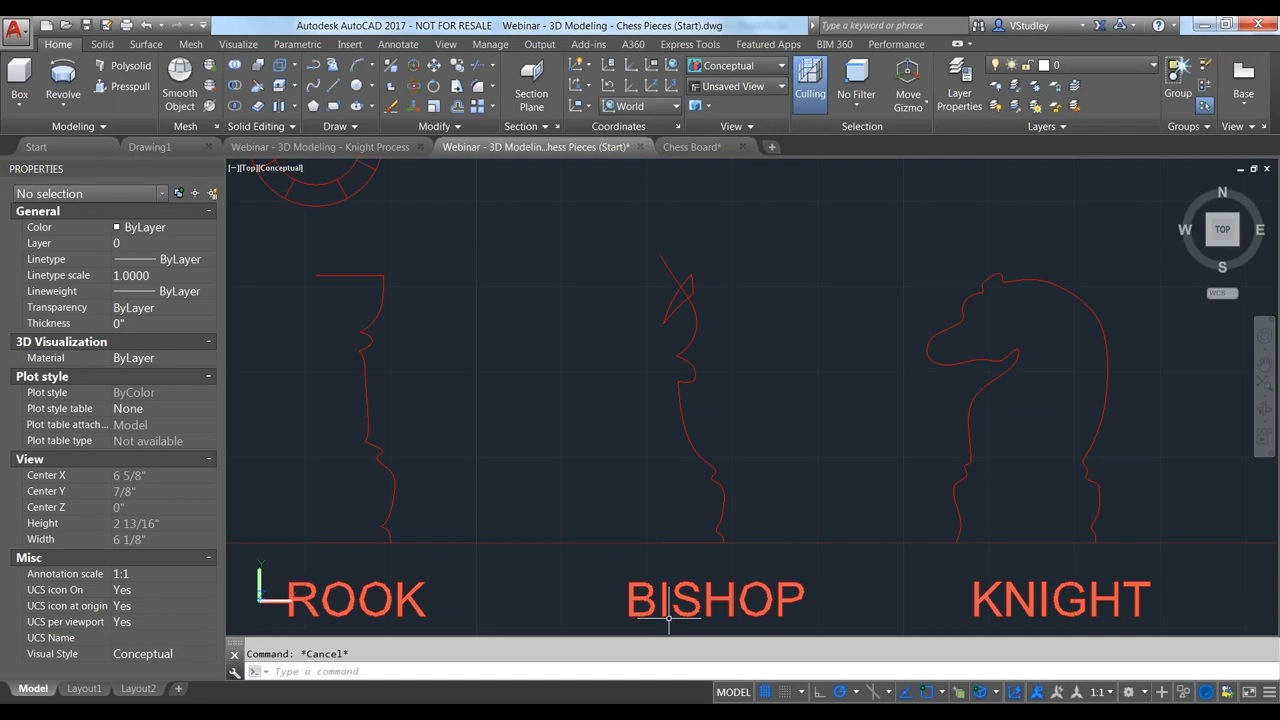 Autodesk AutoCAD 2017 - NOT FOR RESALE Webinar - 3D Modeling - Chess Pieces (Start).dwg
Type a keyword or phrase
VStudley
Home Solid Surface Mesh Visualize Parametric Insert Annotate View Manage Output Add-ins A360 Express Tools Featured Apps BIM 360 Performance
Box
Revolve
Polysolid
Presspull
Smooth Object
Section Plane
Conceptual
Unsaved View
World
Culling
No Filter
Move Gizmo
Layer Properties
0
Group
Base
Modeling Mesh Solid Editing Draw Modify Section Coordinates View Selection Layers Groups View
Start Drawing1 Webinar - 3D Modeling - Knight Process Webinar - 3D Modelin...hess Pieces (Start)* Chess Board*
PROPERTIES
[−][Top][Conceptual]
No selection
General
Color ByLayer
Layer 0
Linetype ByLayer
Linetype scale 1.0000
Lineweight ByLayer
Transparency ByLayer
Thickness 0"
3D Visualization
Material ByLayer
Plot style
Plot style ByColor
Plot style table None
Plot table attach... Model
Plot table type Not available
View
Center X 6 5/8"
Center Y 7/8"
Center Z 0"
Height 2 13/16"
Width 6 1/8"
Misc
Annotation scale 1:1
UCS icon On Yes
UCS icon at origin Yes
UCS per viewport Yes
UCS Name
Visual Style Conceptual
N
W TOP E
S
WCS
Y
ROOK BISHOP KNIGHT
Command: *Cancel*
Type a command
Model Layout1 Layout2
MODEL 1:1